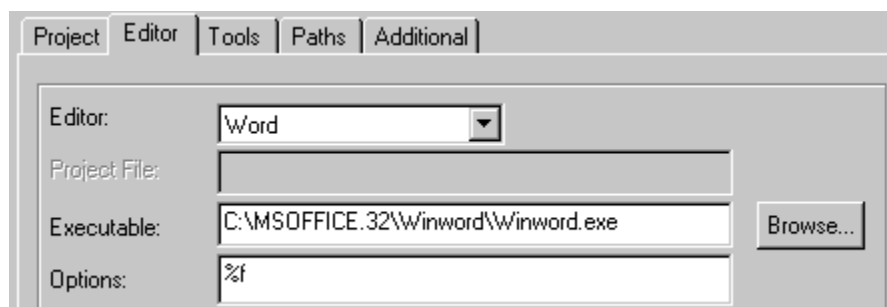 Project Editor Tools Paths Additional
Editor: Word
Project File:
Executable: C:\MSOFFICE.32\Winword\Winword.exe Browse...
Options: %f